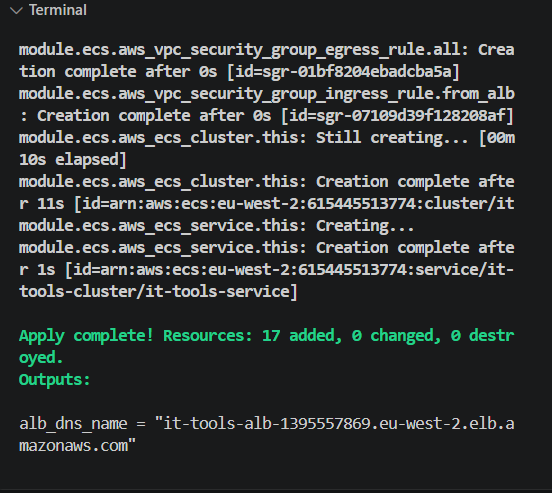 Terminal
module.ecs.aws_vpc_security_group_egress_rule.all: Crea
tion complete after 0s [id=sgr-01bf8204ebadcba5a]
module.ecs.aws_vpc_security_group_ingress_rule.from_alb
: Creation complete after 0s [id=sgr-07109d39f128208af]
module.ecs.aws_ecs_cluster.this: Still creating... [00m
10s elapsed]
module.ecs.aws_ecs_cluster.this: Creation complete afte
r 11s [id=arn:aws:ecs:eu-west-2:615445513774:cluster/it
module.ecs.aws_ecs_service.this: Creating...
module.ecs.aws_ecs_service.this: Creation complete afte
r 1s [id=arn:aws:ecs:eu-west-2:615445513774:service/it-
tools-cluster/it-tools-service]
Apply complete! Resources: 17 added, 0 changed, 0 destr
oyed.
Outputs:
alb_dns_name = "it-tools-alb-1395557869.eu-west-2.elb.a
mazonaws.com"